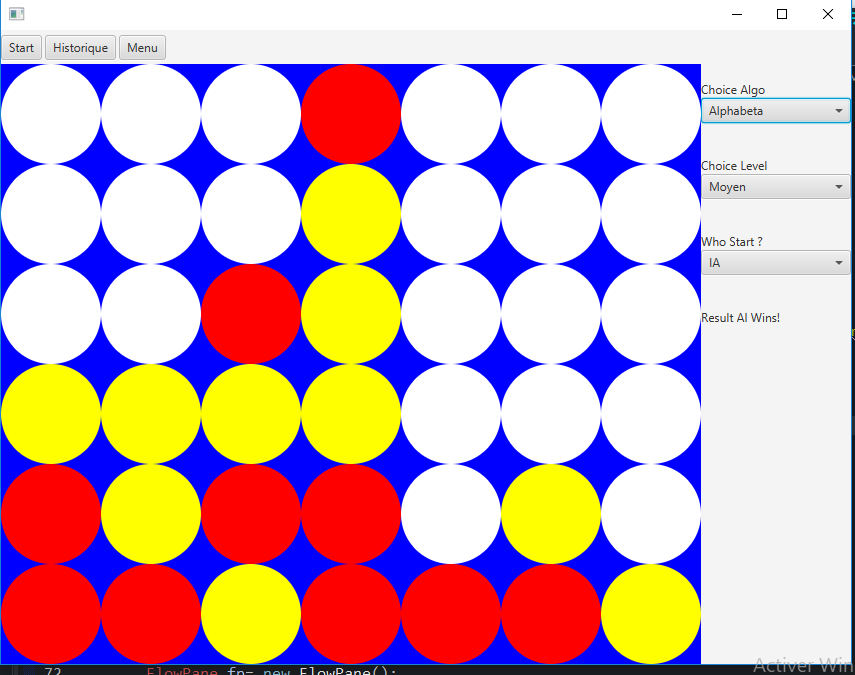 Start Historique Menu
Choice Algo
Alphabeta
Choice Level
Moyen
Who Start ?
IA
Result AI Wins!
Activer Win
72 FlowPane fp= new FlowPane();